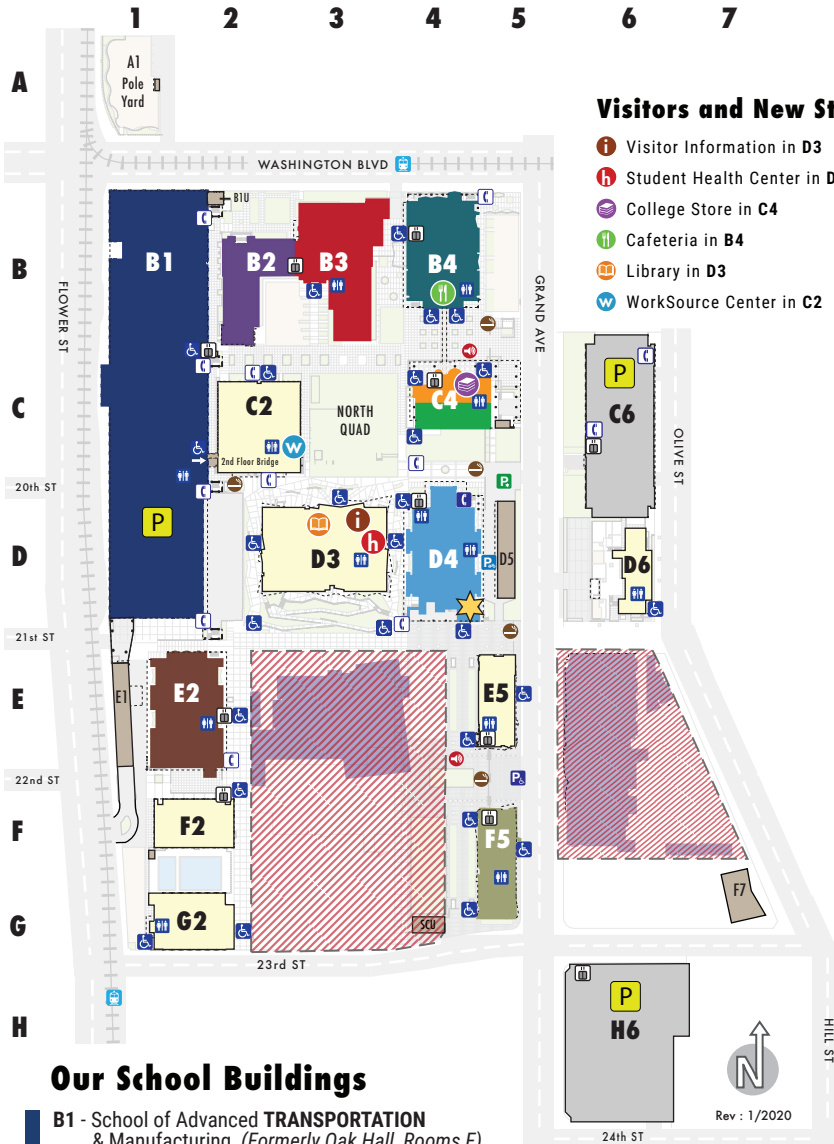 1 2 3 4 5 6 7
A
A1
Pole
Yard
Visitors and New St
i Visitor Information in D3
h Student Health Center in D
College Store in C4
Cafeteria in B4
Library in D3
W WorkSource Center in C2
WASHINGTON BLVD
B1U
B
B1
B2
B3
B4
FLOWER ST
GRAND AVE
C
C2
NORTH
QUAD
C4
P
C6
OLIVE ST
W
2nd Floor Bridge
20th ST
P
P
D
i
h
D3
D4
P
D5
D6
21st ST
E
E1
E2
E5
22nd ST
P
F
F2
F5
F7
G
G2
SCU
23rd ST
H
P
H6
N
HILL ST
Rev : 1/2020
24th ST
Our School Buildings
B1 - School of Advanced TRANSPORTATION
& Manufacturing (Formerly Oak Hall, Rooms F)